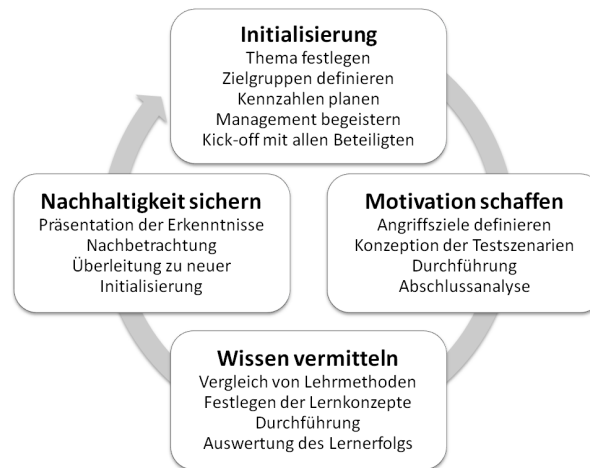 Initialisierung
Thema festlegen
Zielgruppen definieren
Kennzahlen planen
Management begeistern
Kick-off mit allen Beteiligten
Motivation schaffen
Angriffsziele definieren
Konzeption der Testszenarien
Durchführung
Abschlussanalyse
Wissen vermitteln
Vergleich von Lehrmethoden
Festlegen der Lernkonzepte
Durchführung
Auswertung des Lernerfolgs
Nachhaltigkeit sichern
Präsentation der Erkenntnisse
Nachbetrachtung
Überleitung zu neuer
Initialisierung